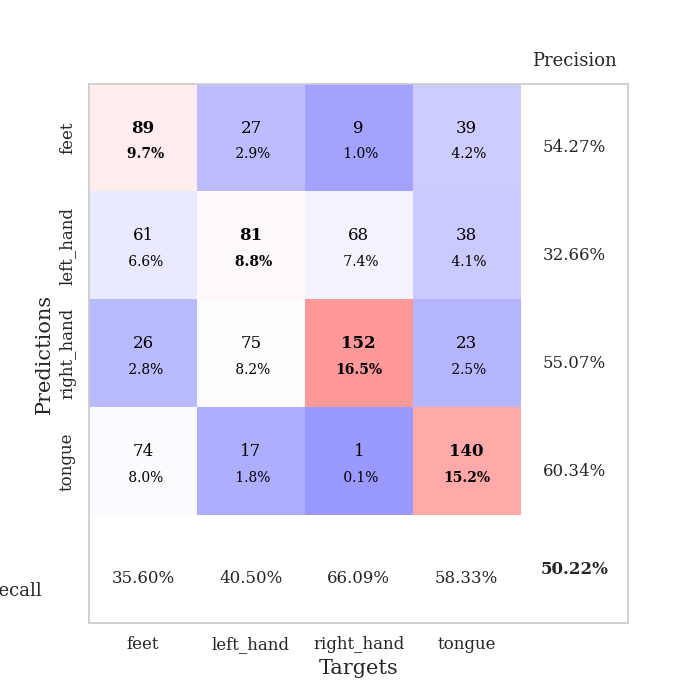 Precision
feet
89 27 9 39
9.7% 2.9% 1.0% 4.2%
54.27%
left_hand
61 81 68 38
6.6% 8.8% 7.4% 4.1%
32.66%
Predictions
right_hand
26 75 152 23
2.8% 8.2% 16.5% 2.5%
55.07%
tongue
74 17 1 140
8.0% 1.8% 0.1% 15.2%
60.34%
ecall
35.60% 40.50% 66.09% 58.33% 50.22%
feet left_hand right_hand tongue
Targets